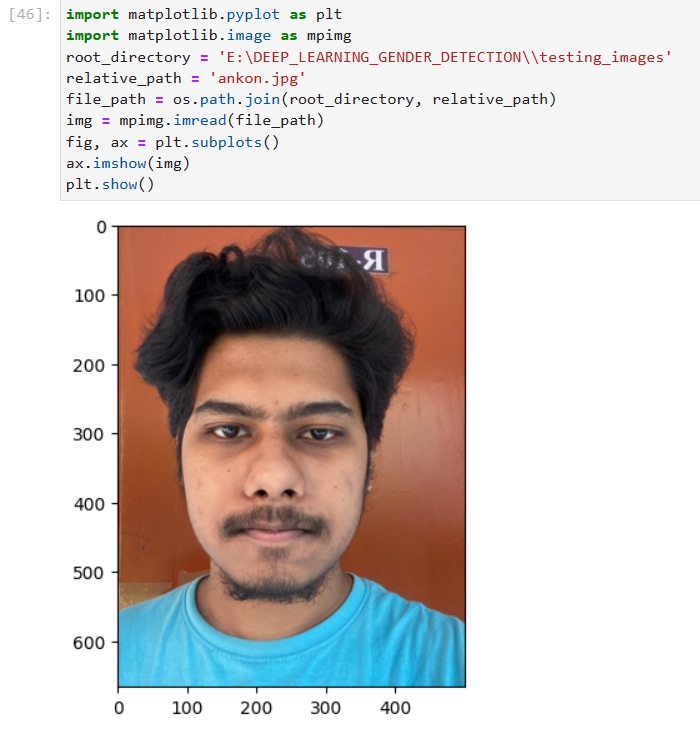 [46]: import matplotlib.pyplot as plt
import matplotlib.image as mpimg
root_directory = 'E:\DEEP_LEARNING_GENDER_DETECTION\\testing_images'
relative_path = 'ankon.jpg'
file_path = os.path.join(root_directory, relative_path)
img = mpimg.imread(file_path)
fig, ax = plt.subplots()
ax.imshow(img)
plt.show()
0
100
200
300
400
500
600
0 100 200 300 400